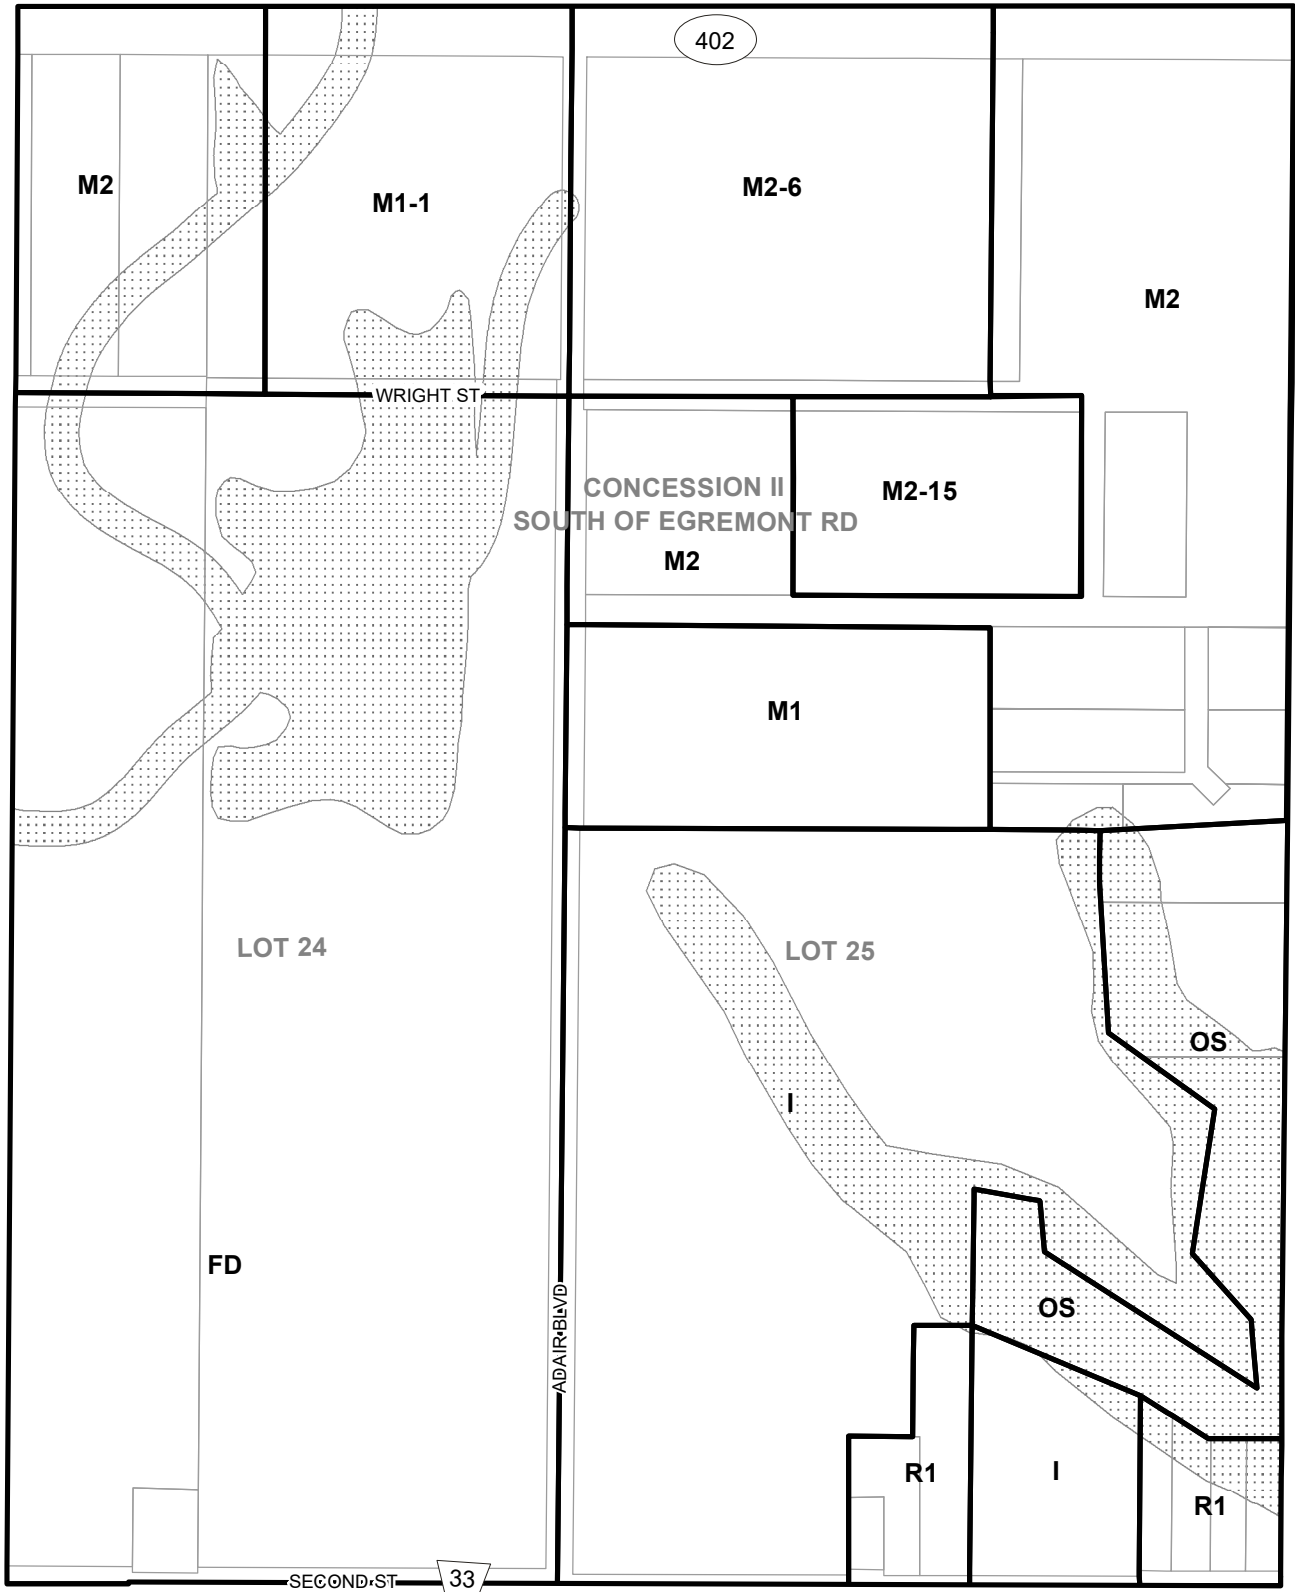 402
M2
M1-1
M2-6
M2
WRIGHT ST
CONCESSION II
SOUTH OF EGREMONT RD
M2-15
M2
M1
LOT 24
LOT 25
OS
I
FD
OS
ADAIR BLVD
R1
I
R1
SECOND ST
33